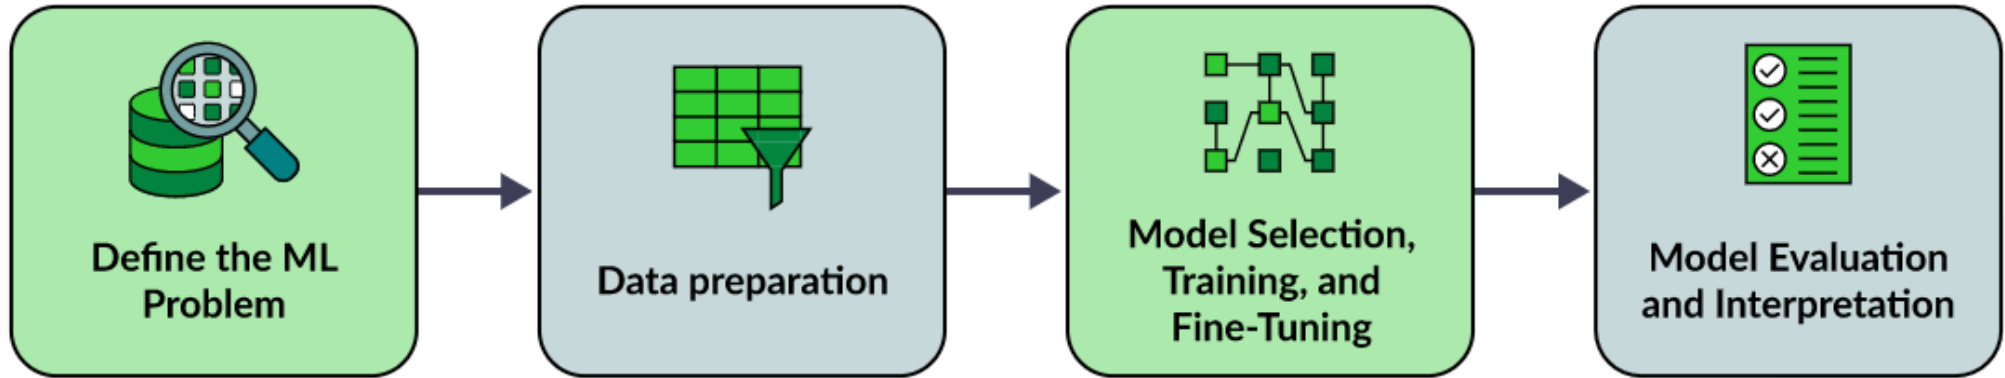 Define the ML
Problem
Data preparation
Model Selection,
Training, and
Fine-Tuning
Model Evaluation
and Interpretation